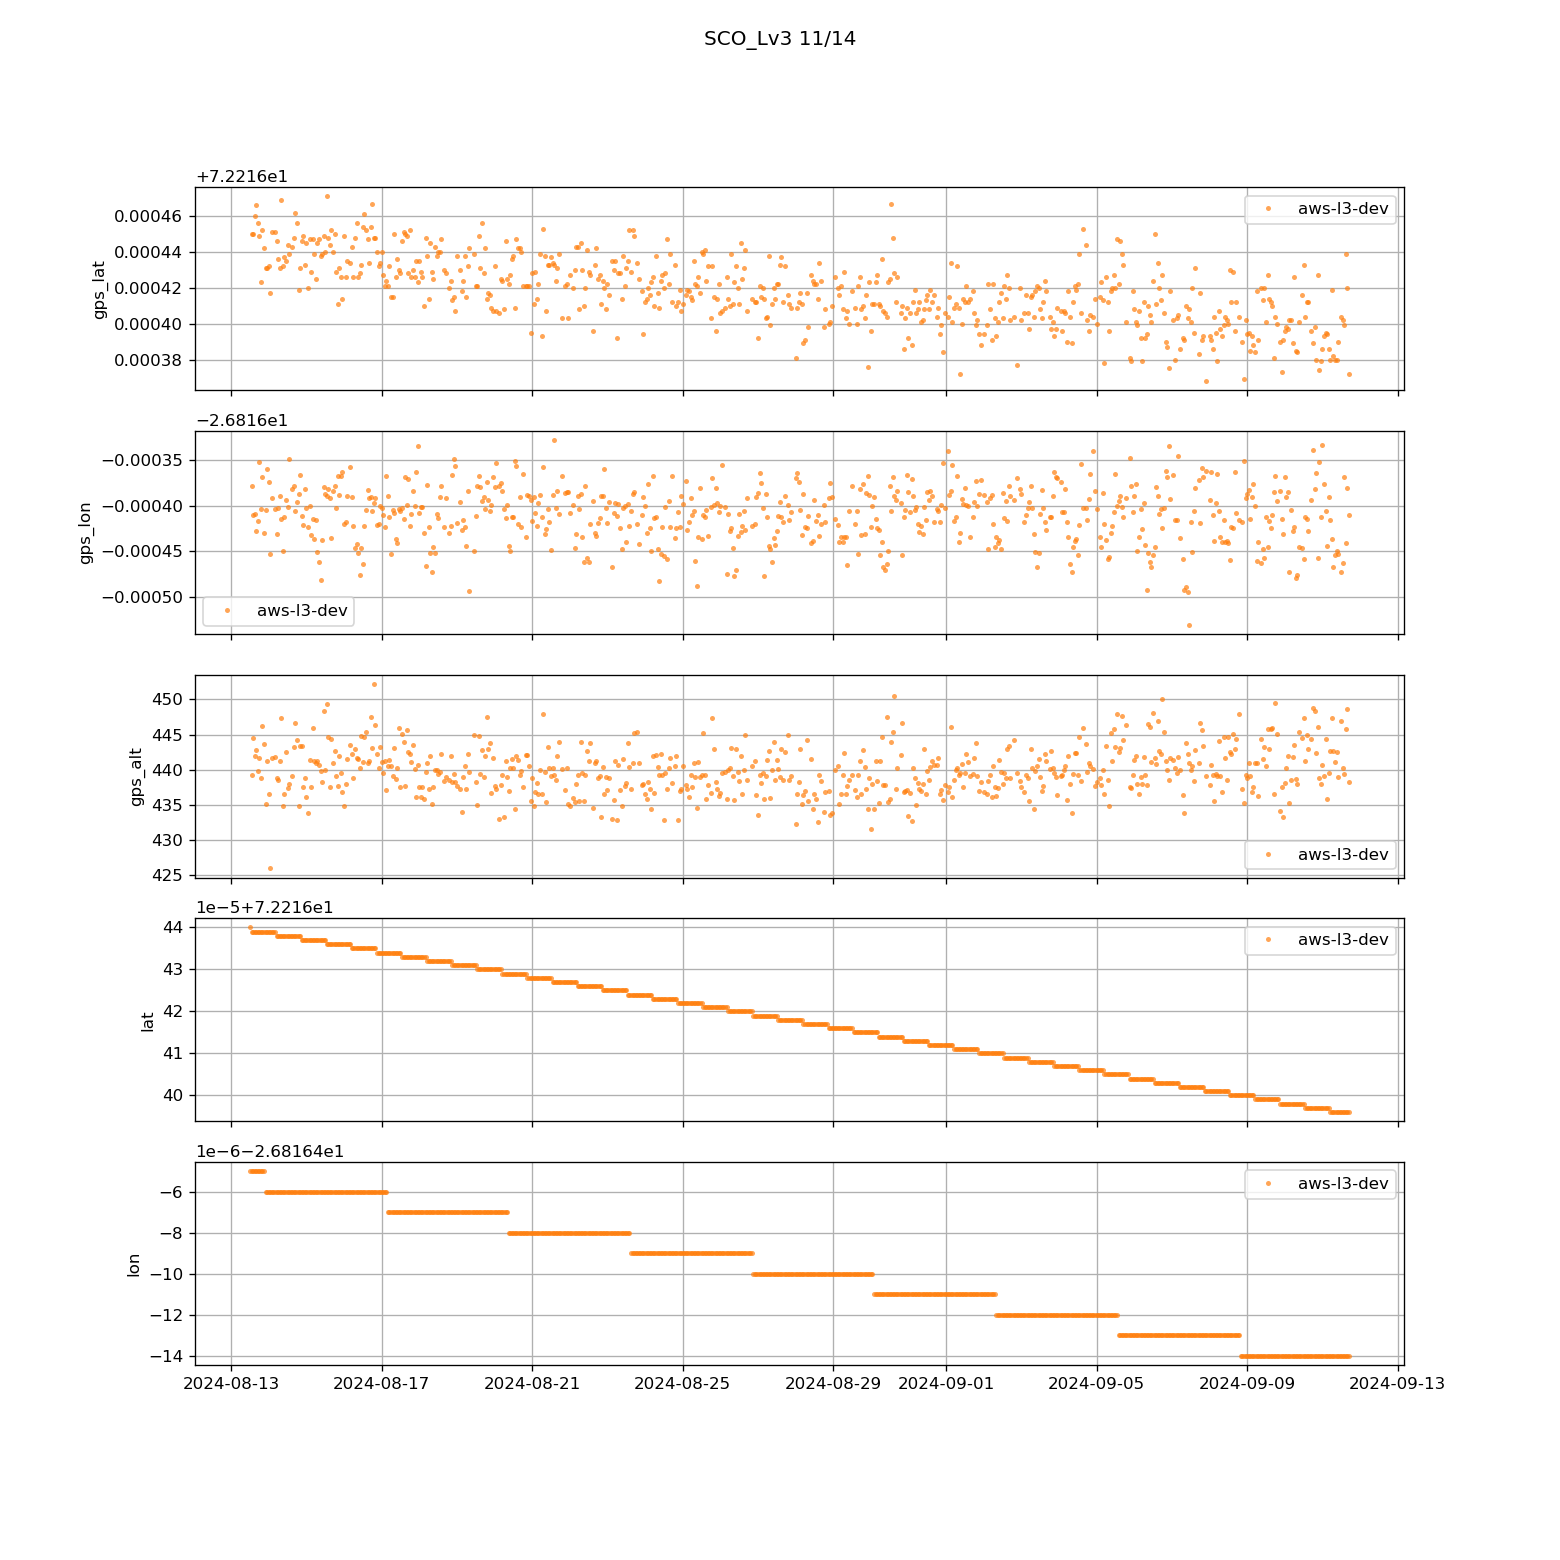 SCO_Lv3 11/14
+7.2216e1
0.00046
0.00044
0.00042
0.00040
0.00038
gps_lat
aws-l3-dev
−2.6816e1
−0.00035
−0.00040
−0.00045
−0.00050
gps_lon
aws-l3-dev
450
445
440
435
430
425
gps_alt
aws-l3-dev
1e−5+7.2216e1
44
43
42
41
40
lat
aws-l3-dev
1e−6−2.68164e1
−6
−8
−10
−12
−14
lon
aws-l3-dev
2024-08-13 2024-08-17 2024-08-21 2024-08-25 2024-08-29 2024-09-01 2024-09-05 2024-09-09 2024-09-13